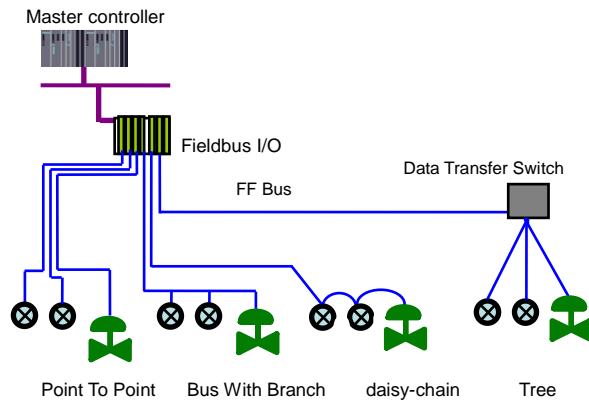 Master controller
Fieldbus I/O
Data Transfer Switch
FF Bus
Point To Point
Bus With Branch
daisy-chain
Tree